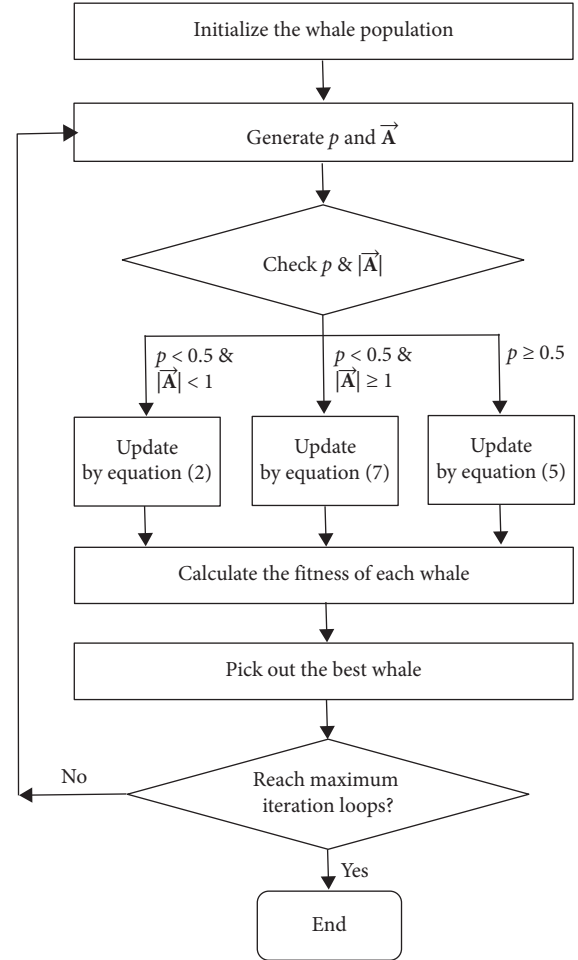 Initialize the whale population
Generate p and A⃗
Check p & |A⃗|
p < 0.5 &
|A⃗| < 1
p < 0.5 &
|A⃗| ≥ 1
p ≥ 0.5
Update
by equation (2)
Update
by equation (7)
Update
by equation (5)
Calculate the fitness of each whale
Pick out the best whale
Reach maximum
iteration loops?
No
Yes
End